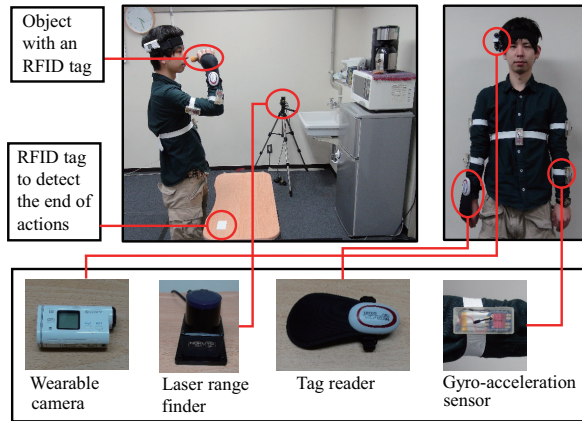 Object
with an
RFID tag
RFID tag
to detect
the end of
actions
Wearable
camera
Laser range
finder
Tag reader
Gyro-acceleration
sensor